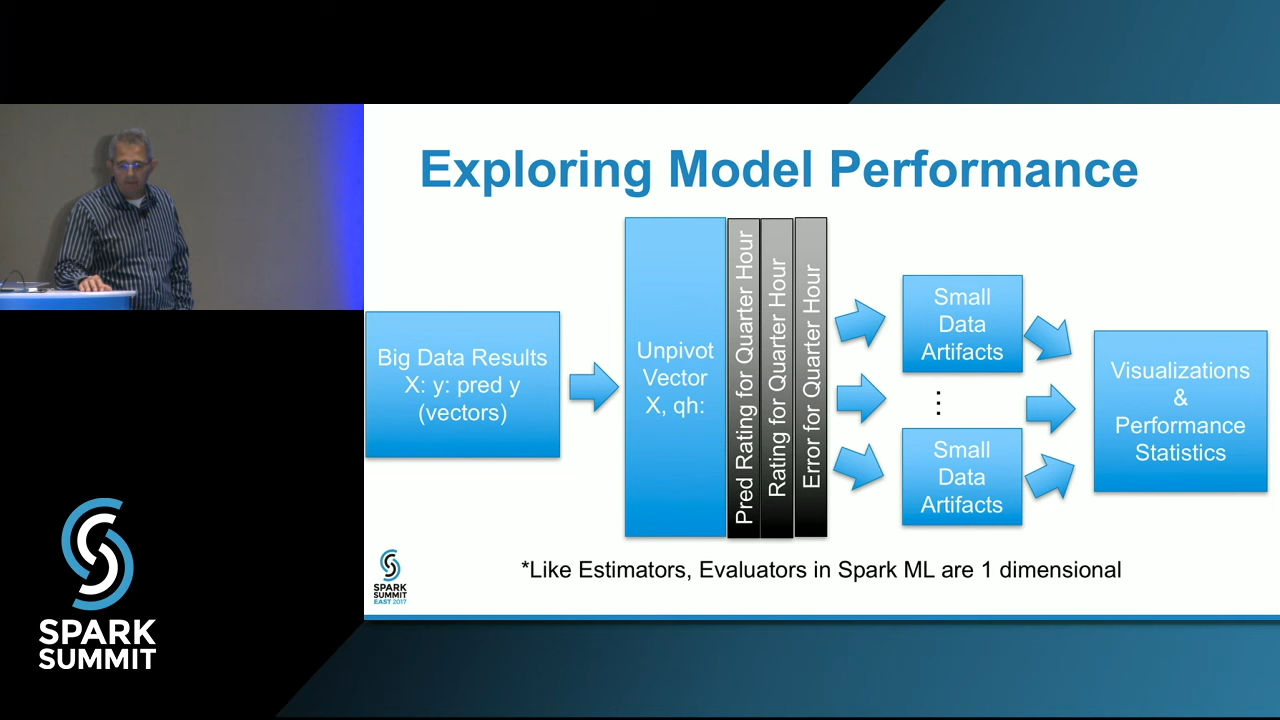 Exploring Model Performance
Big Data Results
X: y: pred y
(vectors)
Unpivot
Vector
X, qh:
Pred Rating for Quarter Hour
Rating for Quarter Hour
Error for Quarter Hour
Small
Data
Artifacts
⋮
Small
Data
Artifacts
Visualizations
&
Performance
Statistics
*Like Estimators, Evaluators in Spark ML are 1 dimensional
SPARK
SUMMIT
EAST 2017
SPARK
SUMMIT